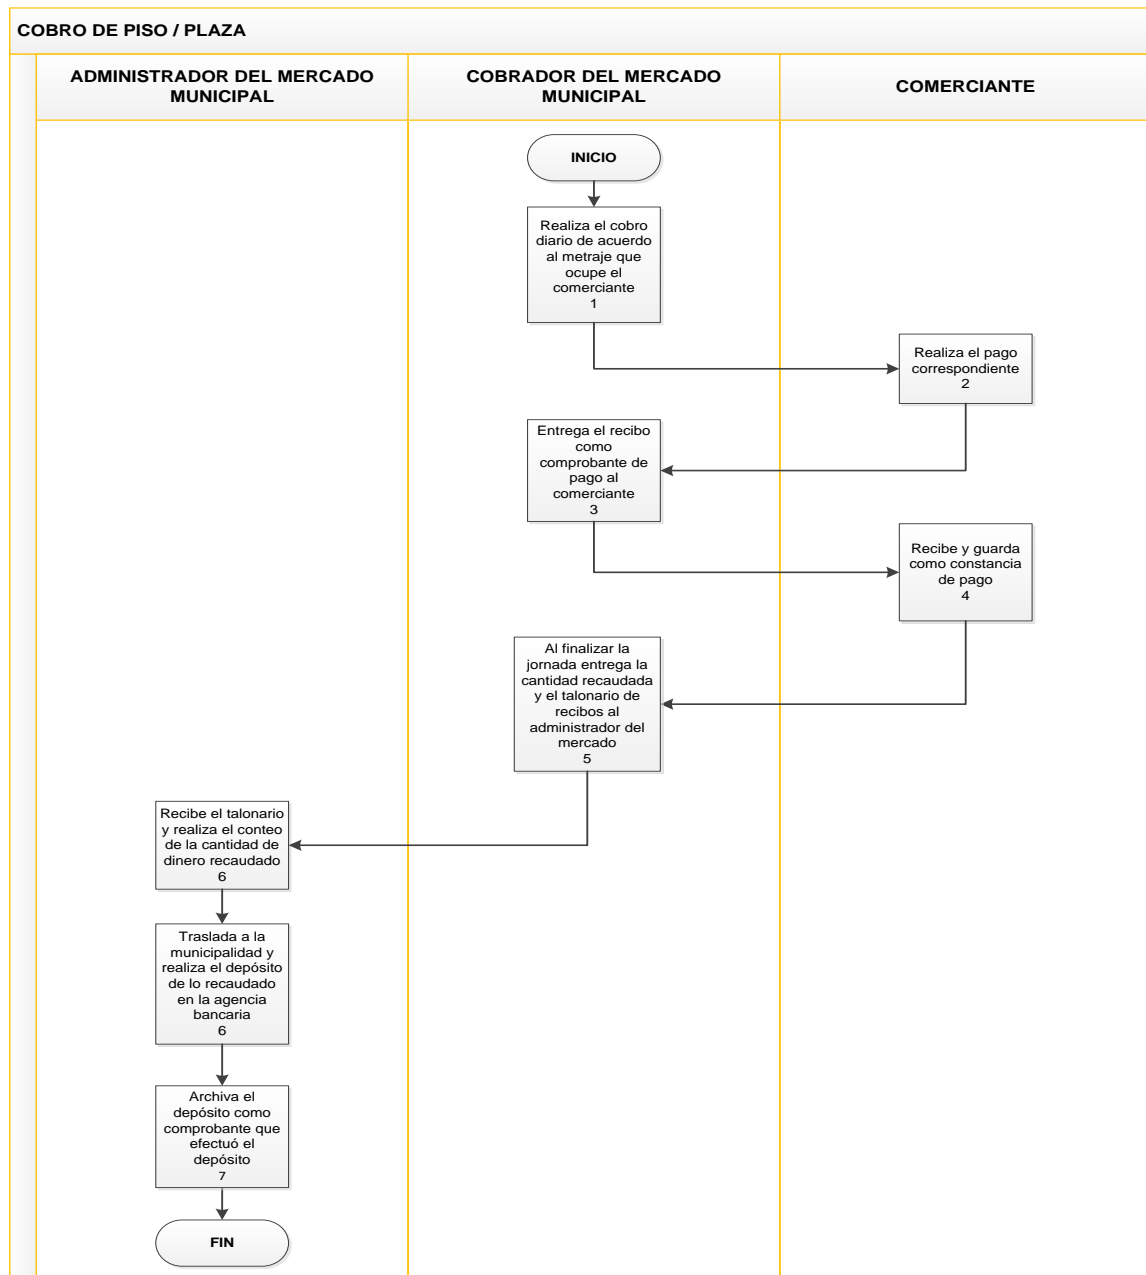 COBRO DE PISO / PLAZA
ADMINISTRADOR DEL MERCADO
MUNICIPAL
COBRADOR DEL MERCADO
MUNICIPAL
COMERCIANTE
INICIO
Realiza el cobro
diario de acuerdo
al metraje que
ocupe el
comerciante
1
Realiza el pago
correspondiente
2
Entrega el recibo
como
comprobante de
pago al
comerciante
3
Recibe y guarda
como constancia
de pago
4
Al finalizar la
jornada entrega la
cantidad recaudada
y el talonario de
recibos al
administrador del
mercado
5
Recibe el talonario
y realiza el conteo
de la cantidad de
dinero recaudado
6
Traslada a la
municipalidad y
realiza el depósito
de lo recaudado
en la agencia
bancaria
6
Archiva el
depósito como
comprobante que
efectuó el
depósito
7
FIN